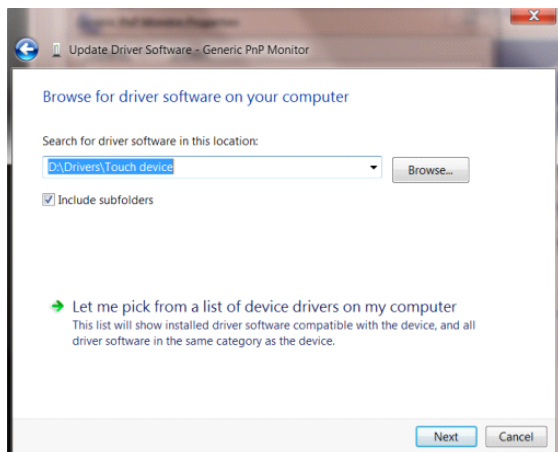 Update Driver Software - Generic PnP Monitor
Browse for driver software on your computer
Search for driver software in this location:
D:\Drivers\Touch device
Browse...
Include subfolders
Let me pick from a list of device drivers on my computer
This list will show installed driver software compatible with the device, and all
driver software in the same category as the device.
Next
Cancel